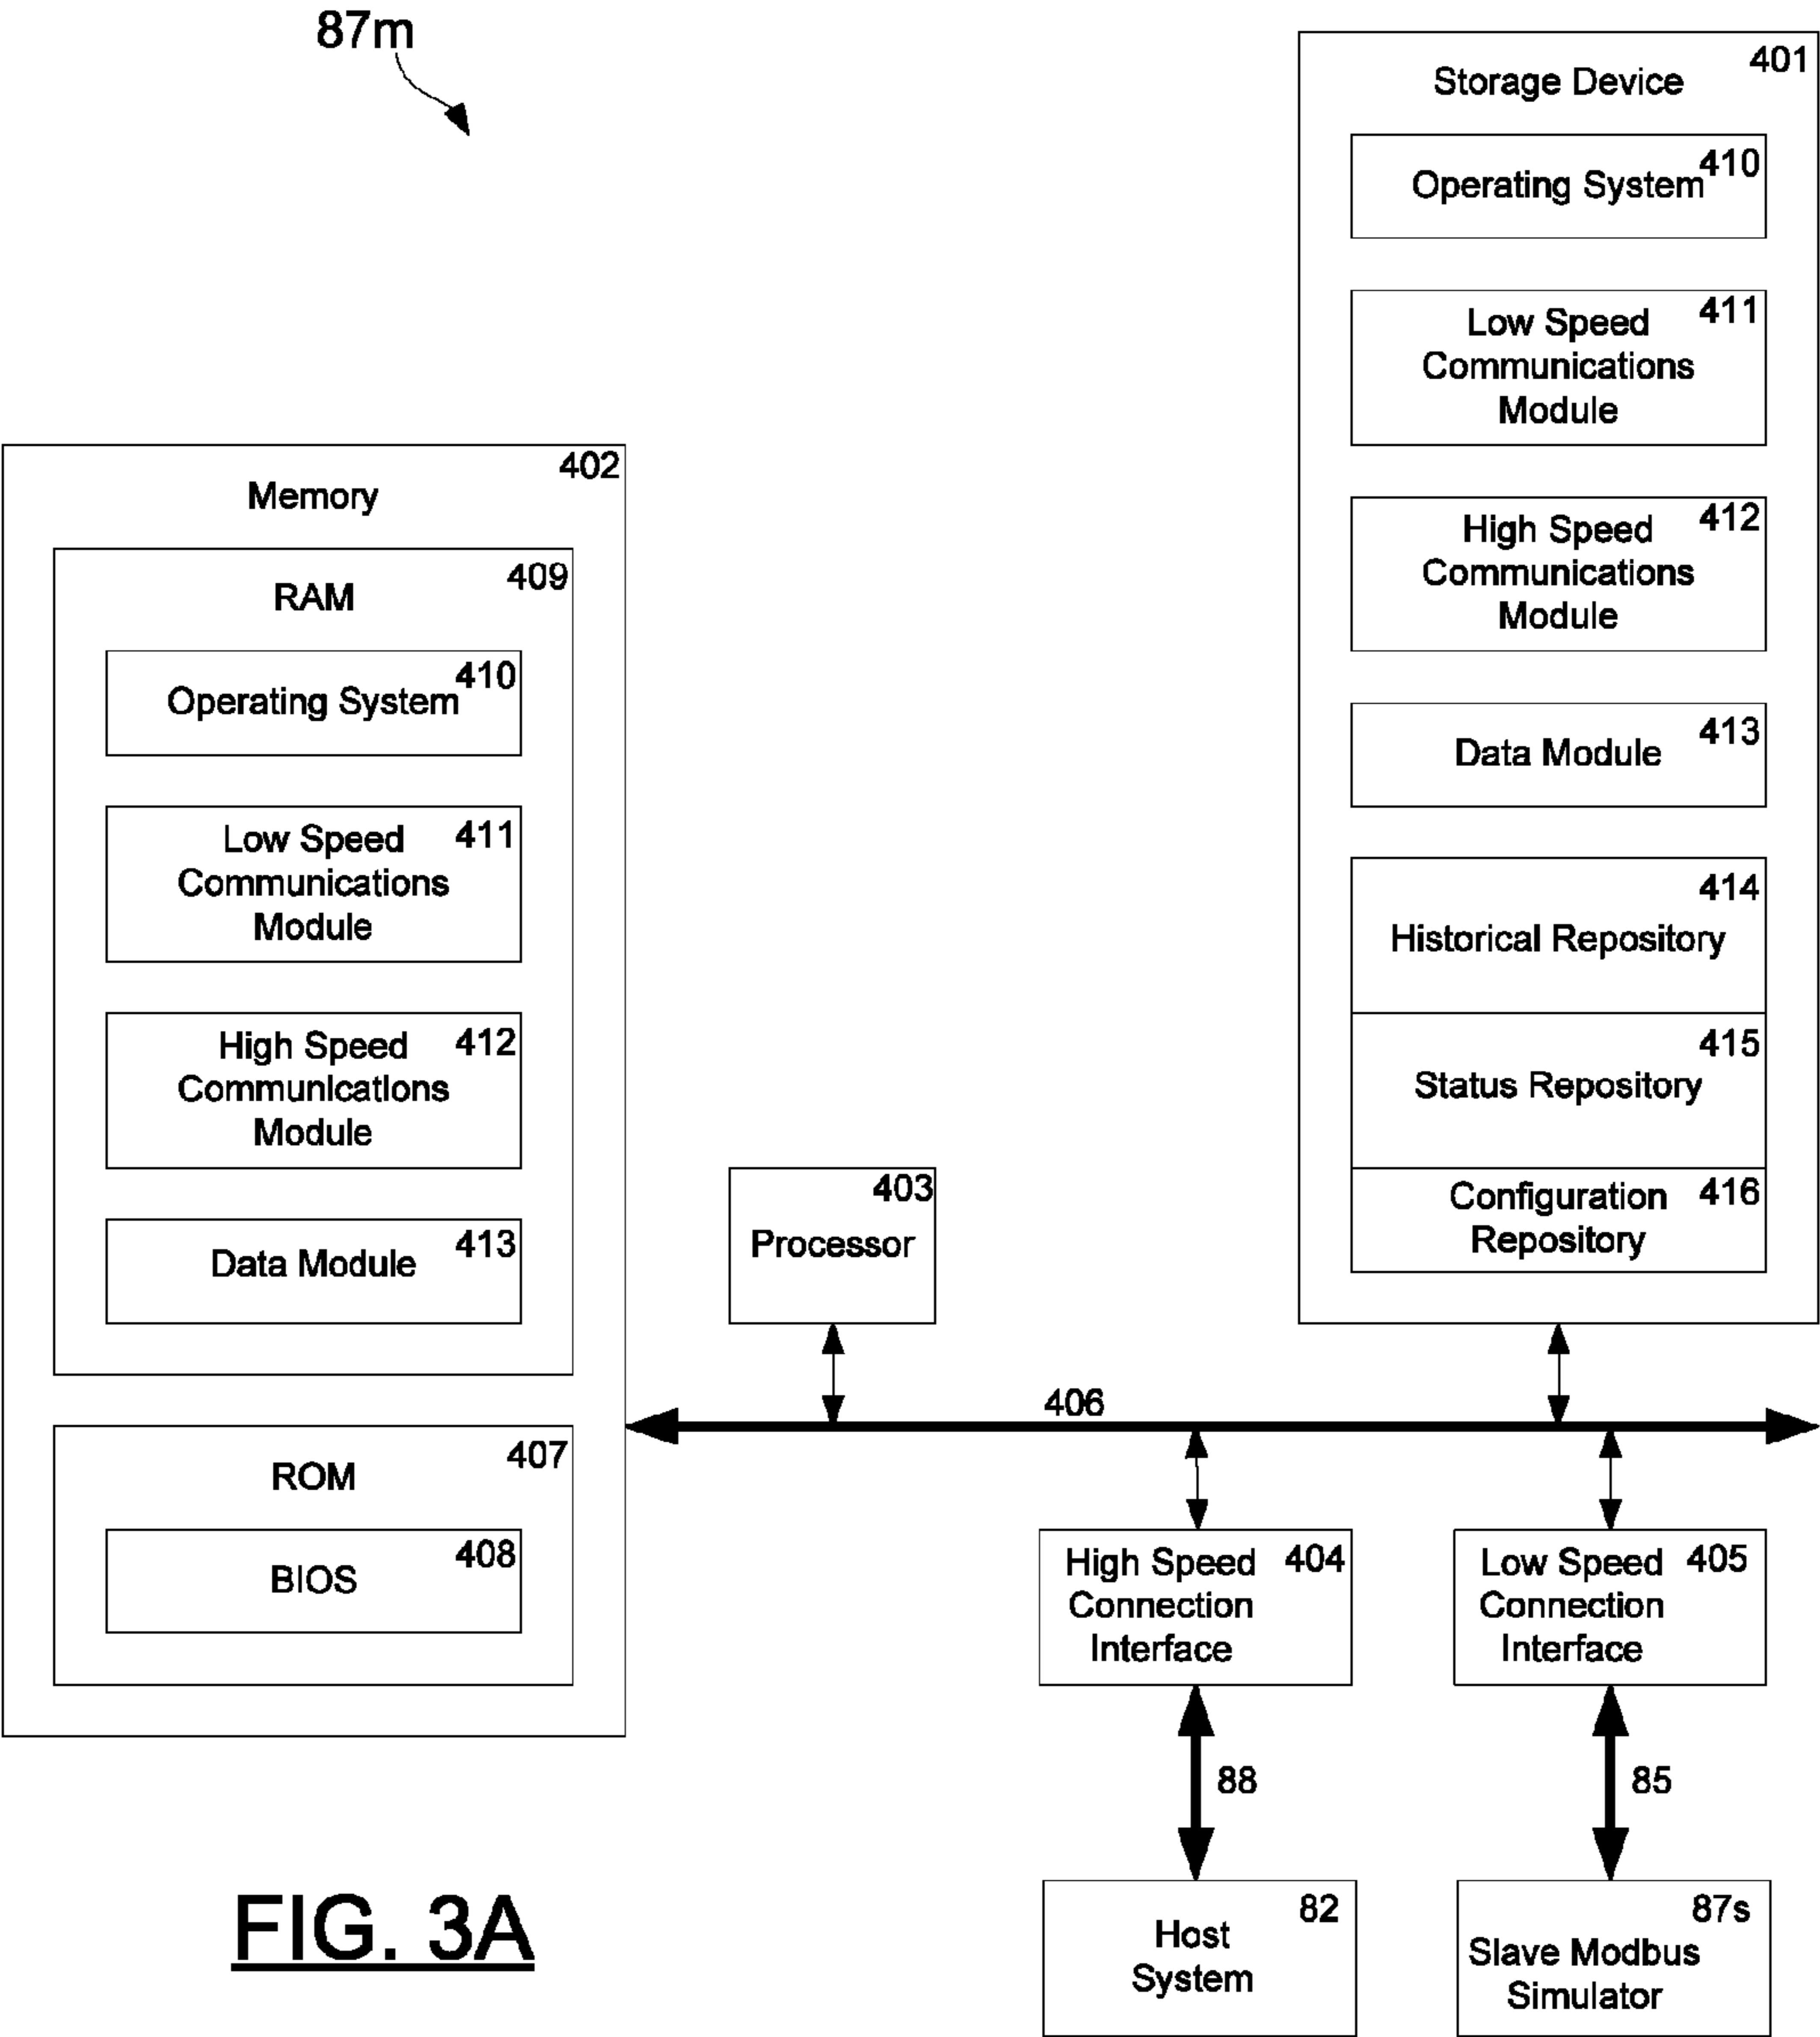 87m
401
Storage Device
410
Operating System
411
Low Speed
Communications
Module
412
High Speed
Communications
Module
413
Data Module
414
Historical Repository
415
Status Repository
416
Configuration
Repository
402
Memory
409
RAM
410
Operating System
411
Low Speed
Communications
Module
412
High Speed
Communications
Module
413
Data Module
407
ROM
408
BIOS
403
Processor
406
High Speed 404
Connection
Interface
Low Speed 405
Connection
Interface
88
85
82
Host
System
87s
Slave Modbus
Simulator
FIG. 3A